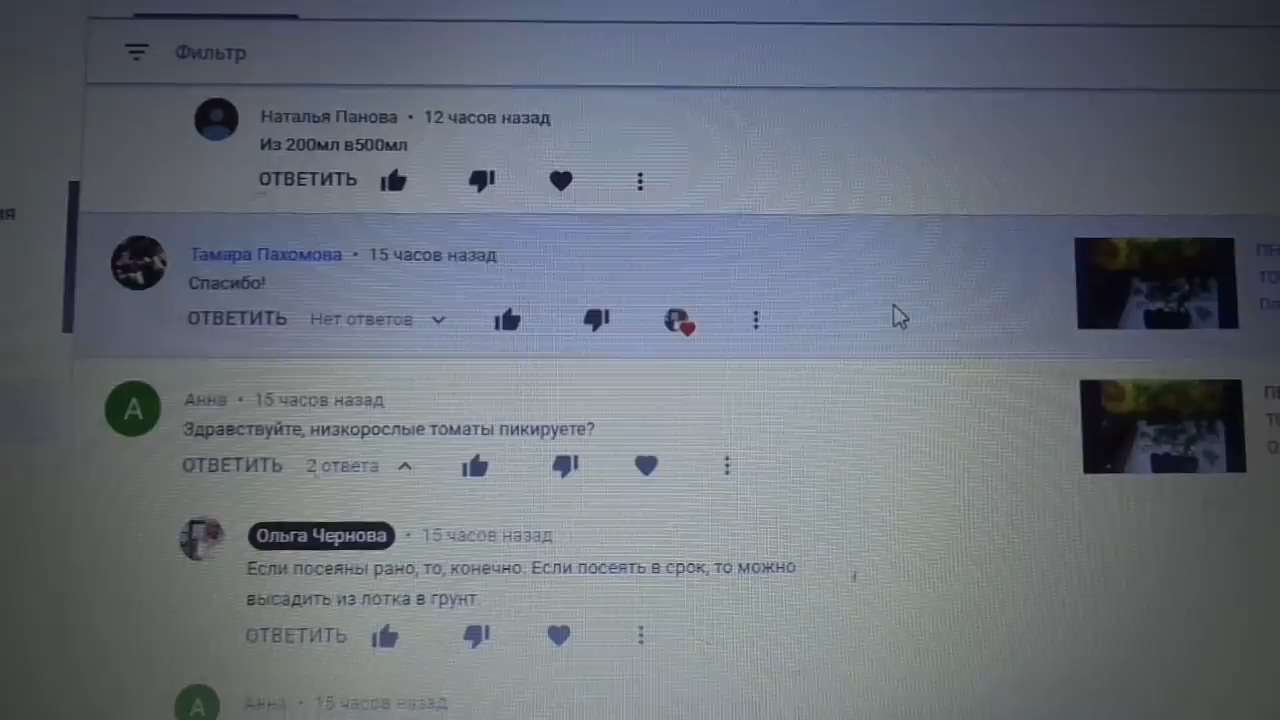 Фильтр
Наталья Панова • 12 часов назад
Из 200мл в500мл
ОТВЕТИТЬ
ия
Тамара Пахомова • 15 часов назад
Спасибо!
ОТВЕТИТЬ Нет ответов
А
Анна • 15 часов назад
Здравствуйте, низкорослые томаты пикируете?
ОТВЕТИТЬ 2 ответа
Ольга Чернова • 15 часов назад
Если посеяны рано, то, конечно. Если посеять в срок, то можно
высадить из лотка в грунт.
ОТВЕТИТЬ
А
Анна • 15 часов назад